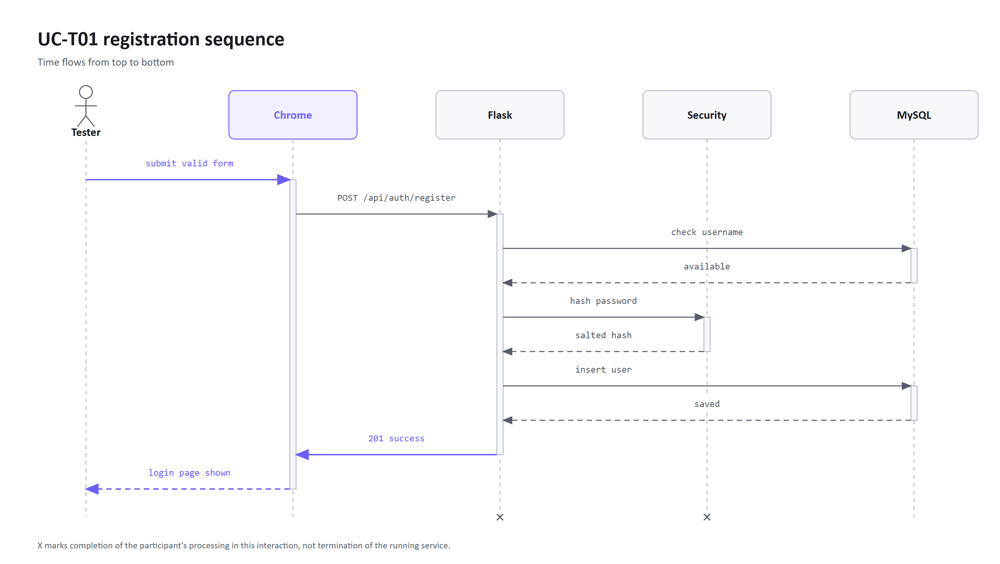 UC-T01 registration sequence
Time flows from top to bottom
Tester
Chrome
Flask
Security
MySQL
submit valid form
POST /api/auth/register
check username
available
hash password
salted hash
insert user
saved
201 success
login page shown
X marks completion of the participant's processing in this interaction, not termination of the running service.